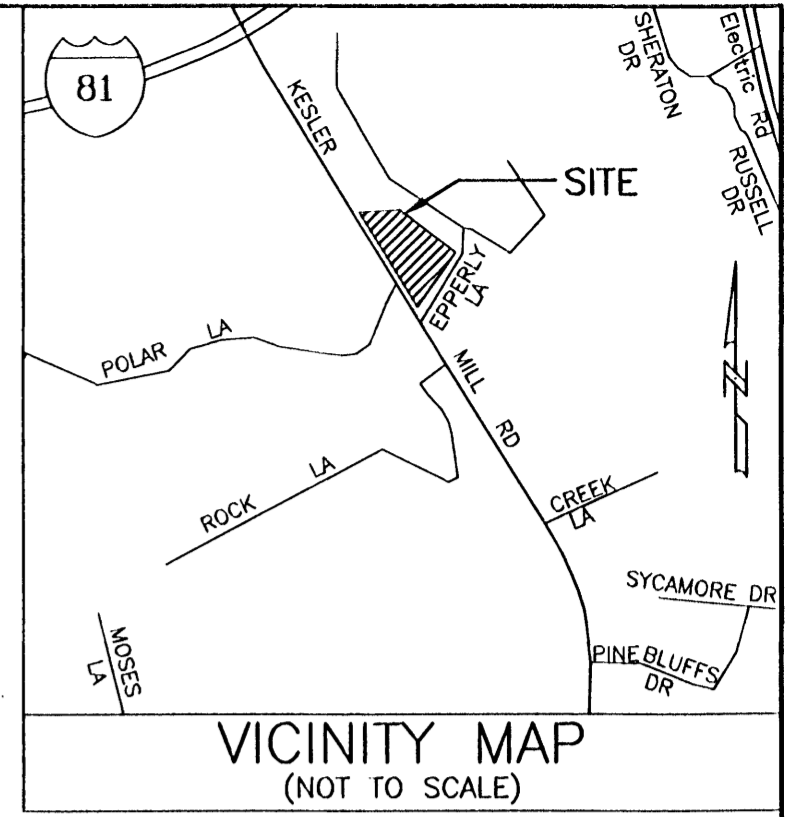 81
KESLER
SHERATON
DR
Electric Rd
RUSSELL
DR
SITE
EPPERLY
LA
POLAR LA
MILL RD
ROCK LA
CREEK
LA
N
SYCAMORE DR
MOSES
LA
PINE BLUFFS
DR
VICINITY MAP
(NOT TO SCALE)